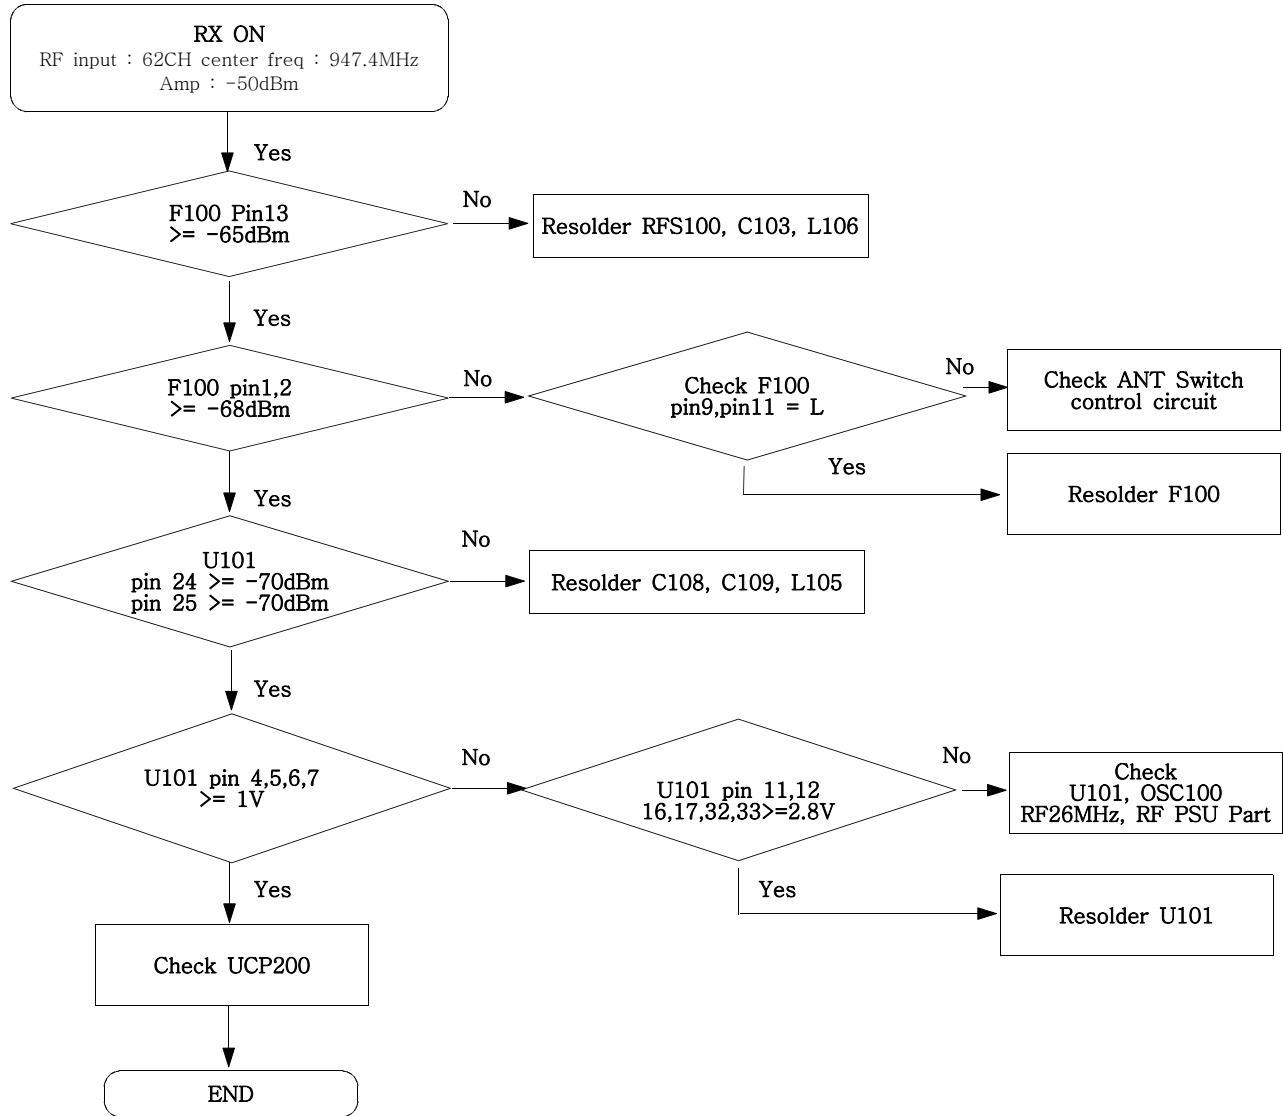 RX ON
RF input : 62CH center freq : 947.4MHz
Amp : -50dBm
Yes
F100 Pin13
>= -65dBm
No
Resolder RFS100, C103, L106
Yes
F100 pin1,2
>= -68dBm
No
Check F100
pin9,pin11 = L
No
Check ANT Switch
control circuit
Yes
Resolder F100
Yes
U101
pin 24 >= -70dBm
pin 25 >= -70dBm
No
Resolder C108, C109, L105
Yes
U101 pin 4,5,6,7
>= 1V
No
U101 pin 11,12
16,17,32,33>=2.8V
No
Check
U101, OSC100
RF26MHz, RF PSU Part
Yes
Resolder U101
Yes
Check UCP200
END